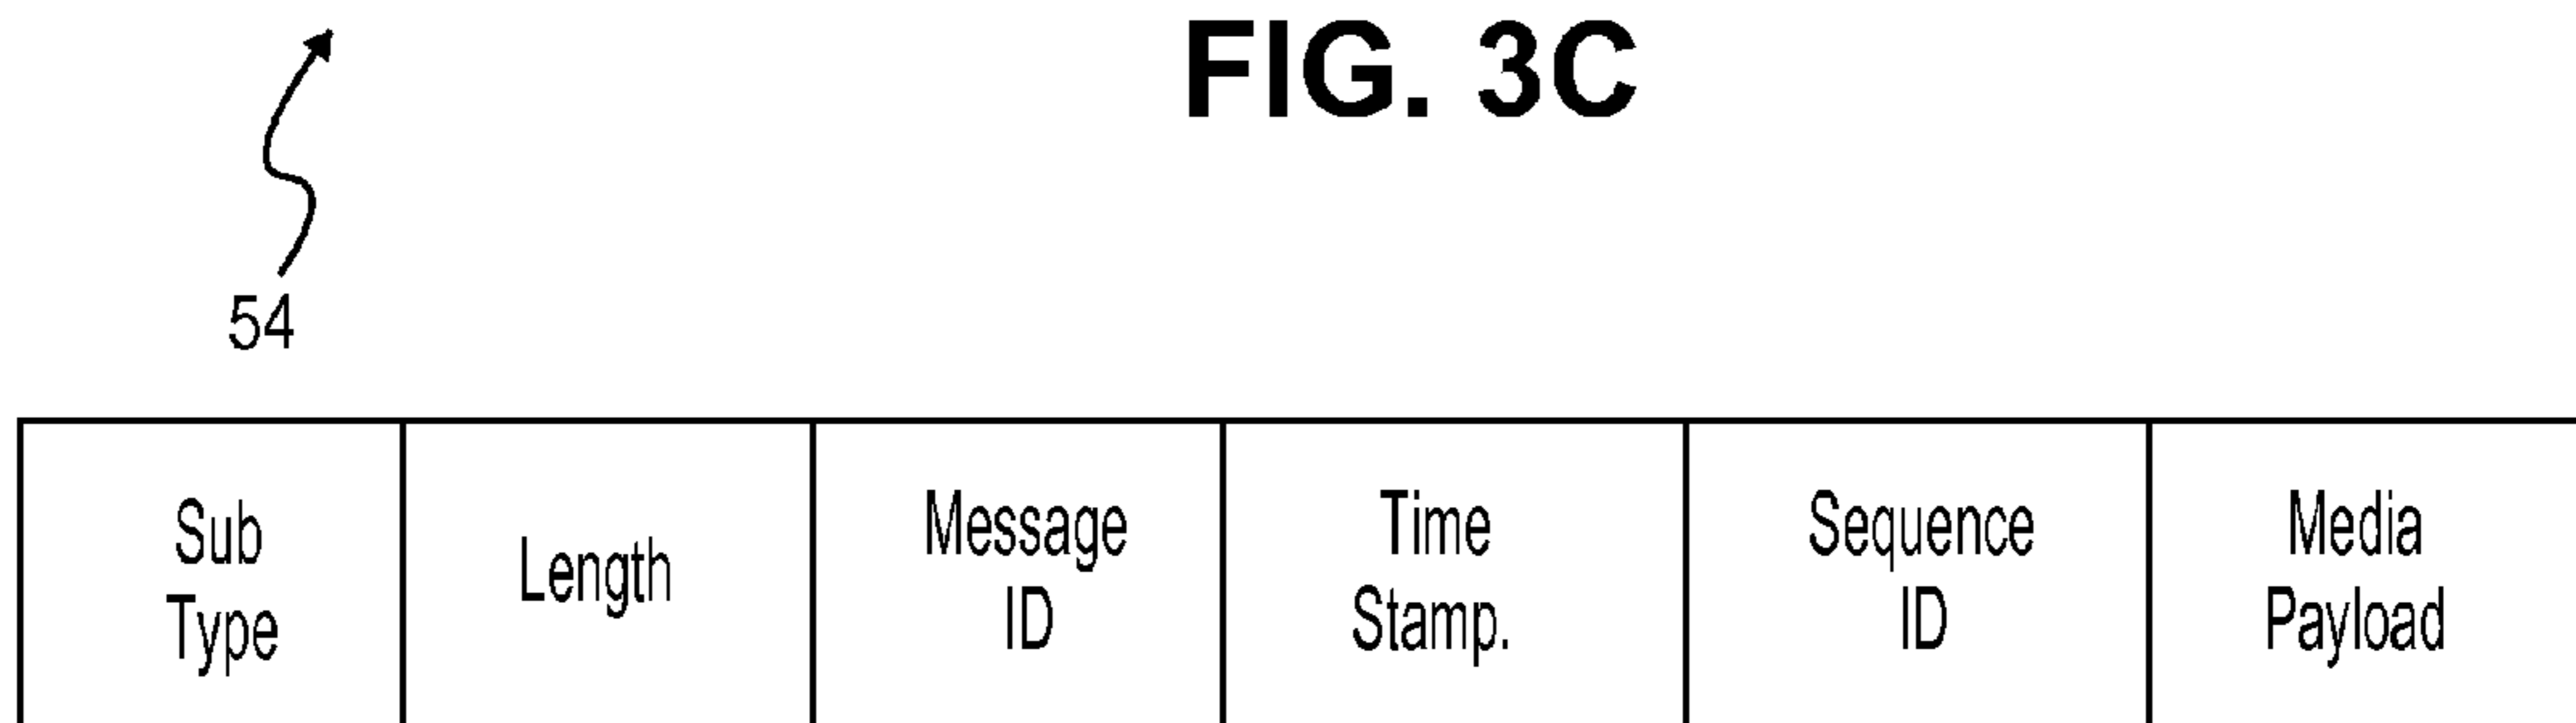 FIG. 3C
54
Sub
Type
Length
Message
ID
Time
Stamp.
Sequence
ID
Media
Payload